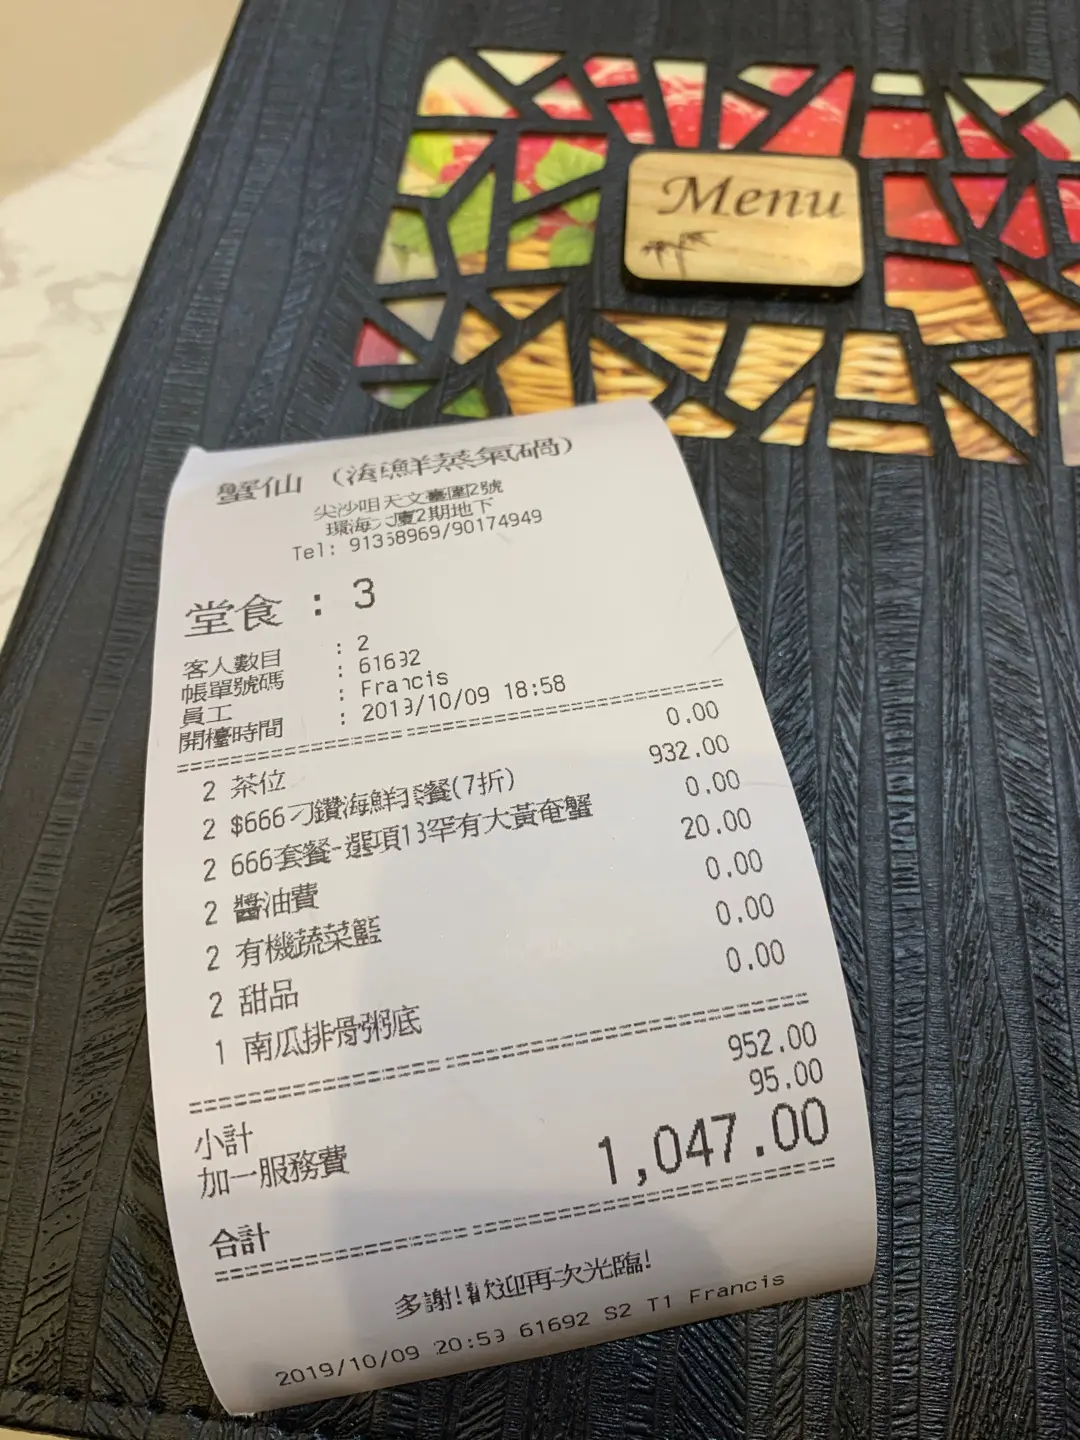 Menu
蟹仙 (海鮮蒸氣鍋)
尖沙咀天文臺圍2號
環海大廈2期地下
Tel: 91358969/90174949
堂食 : 3
客人數目 : 2
帳單號碼 : 61692
員工 : Francis
開檯時間 : 2019/10/09 18:58
2 茶位 0.00
2 $666刁鑽海鮮套餐(7折) 932.00
2 666套餐-選項13罕有大黃奄蟹 0.00
2 醬油費 20.00
2 有機蔬菜籃 0.00
2 甜品 0.00
1 南瓜排骨粥底 0.00
小計 952.00
加一服務費 95.00
合計 1,047.00
多謝!歡迎再次光臨!
2019/10/09 20:59 61692 S2 T1 Francis